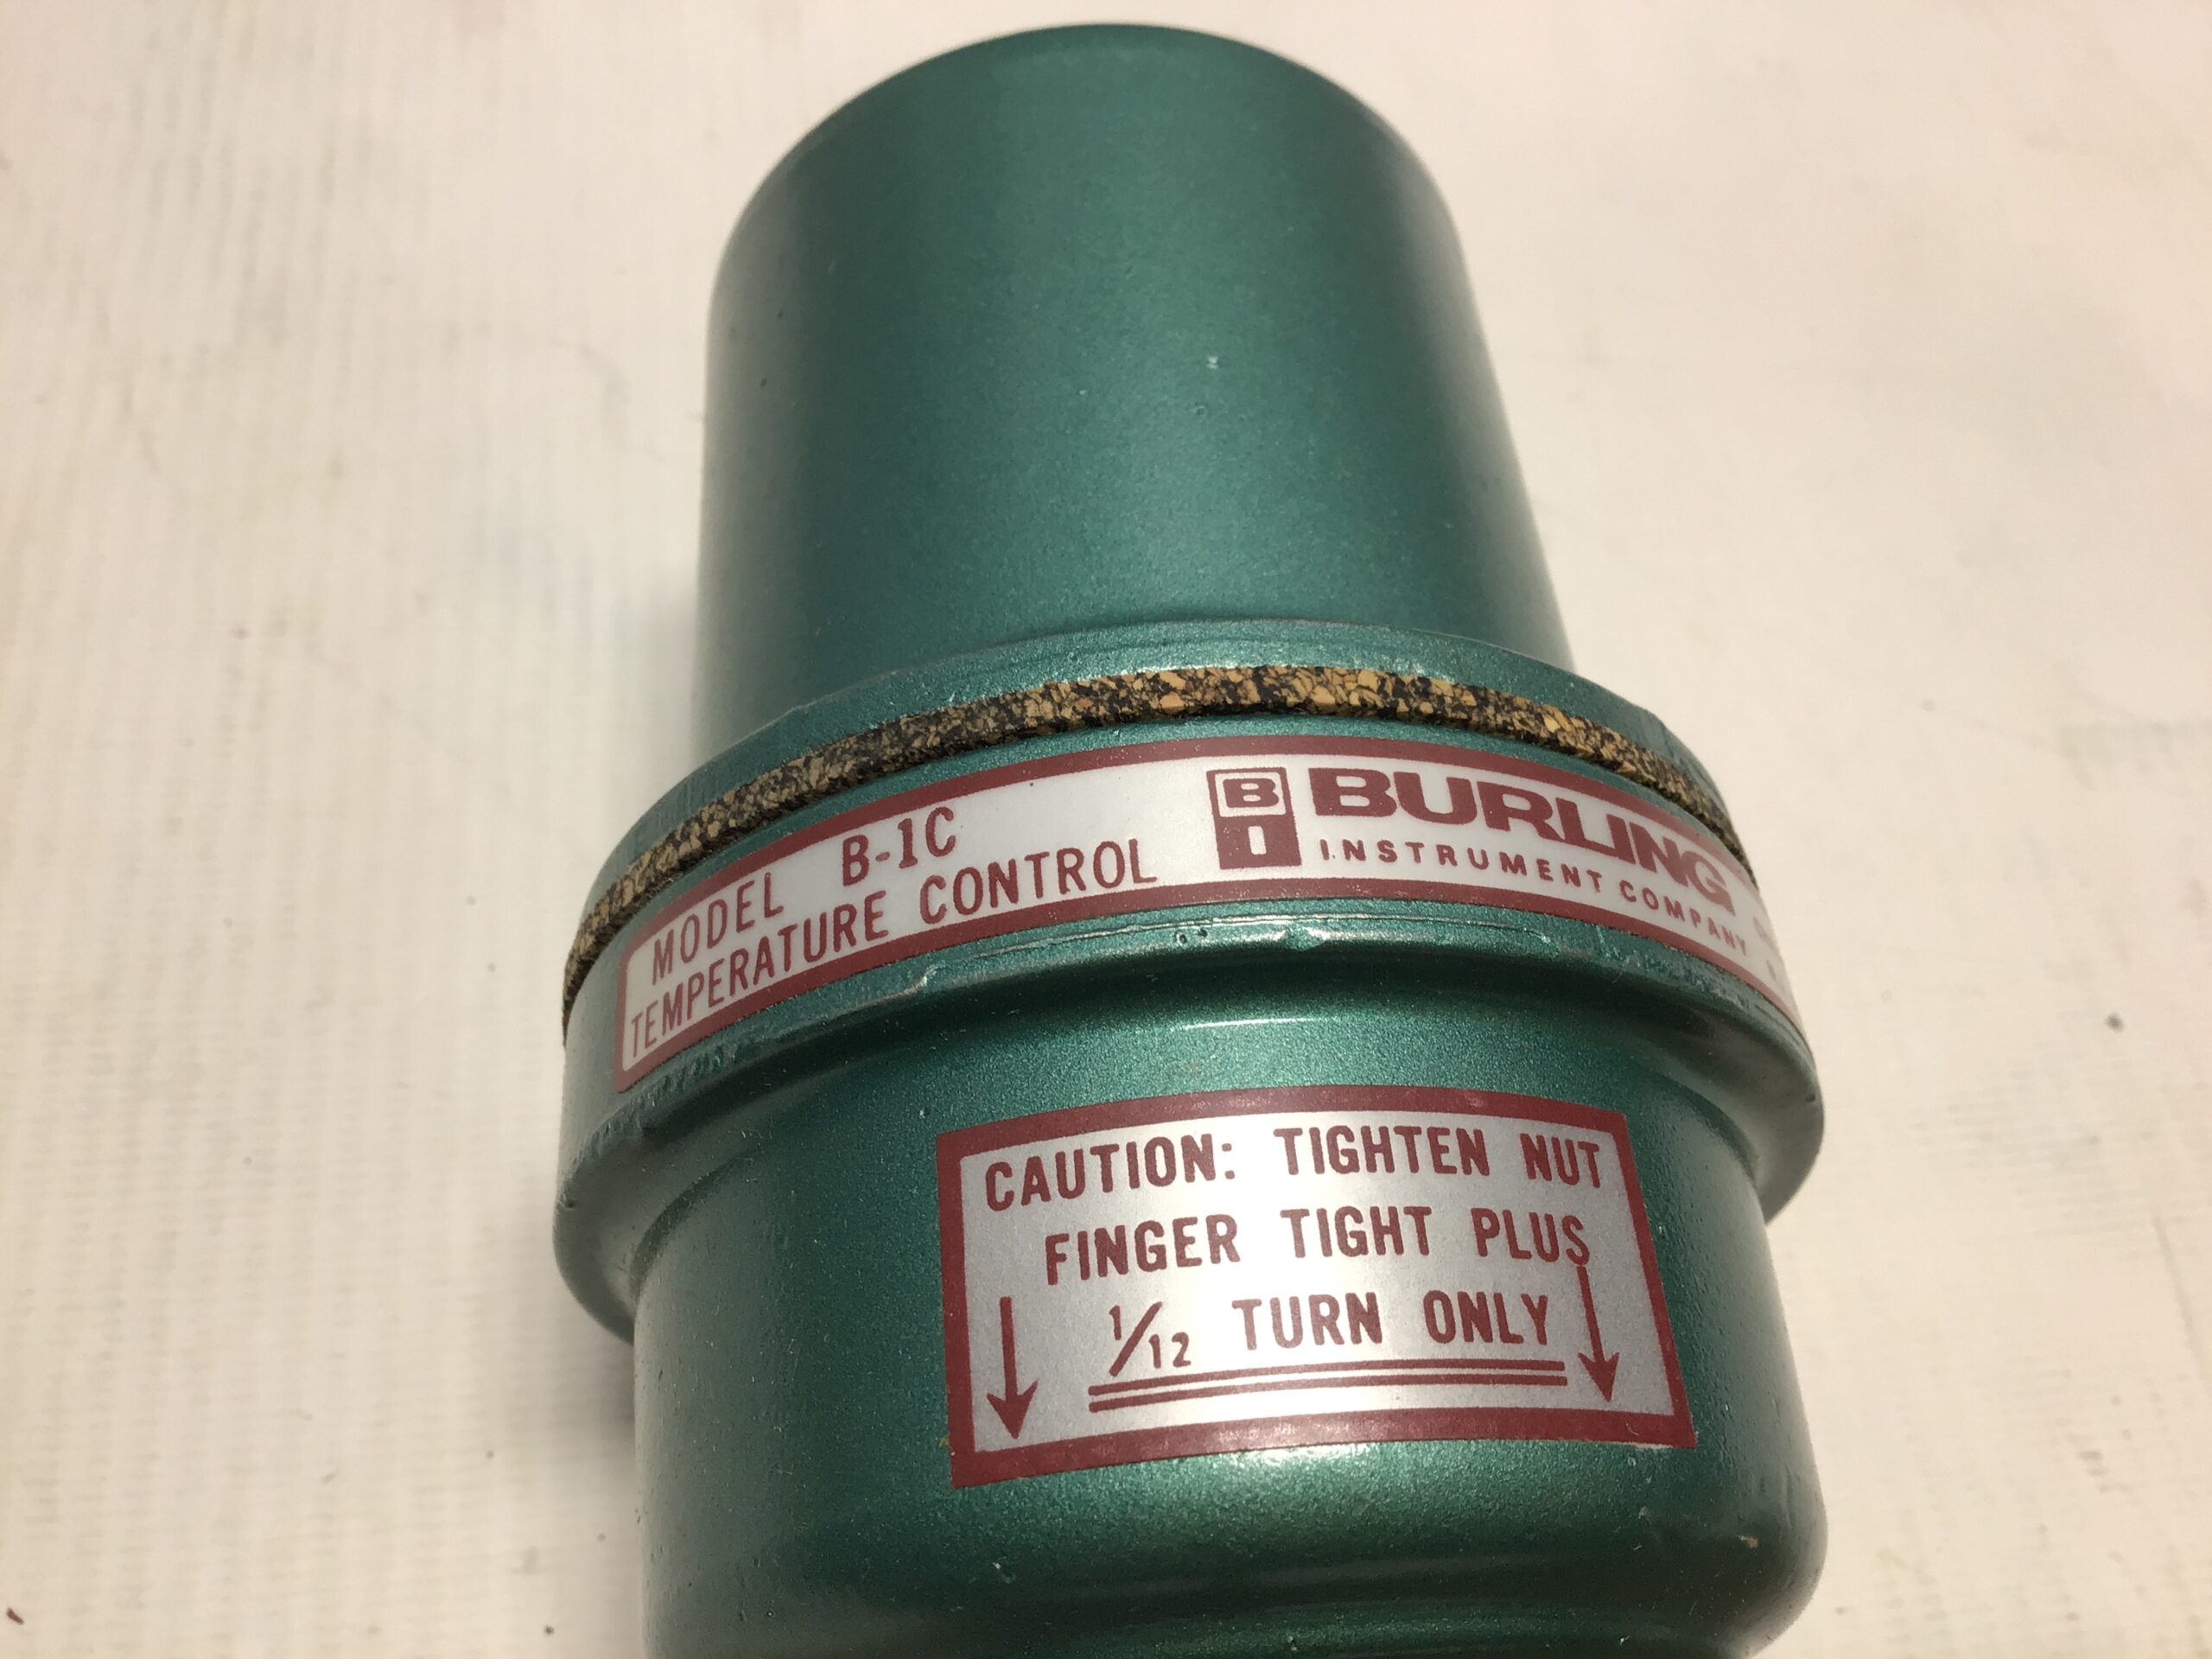 MODEL B-1C
TEMPERATURE CONTROL
BI
BURLING
INSTRUMENT COMPANY
CAUTION: TIGHTEN NUT
FINGER TIGHT PLUS
1/12 TURN ONLY